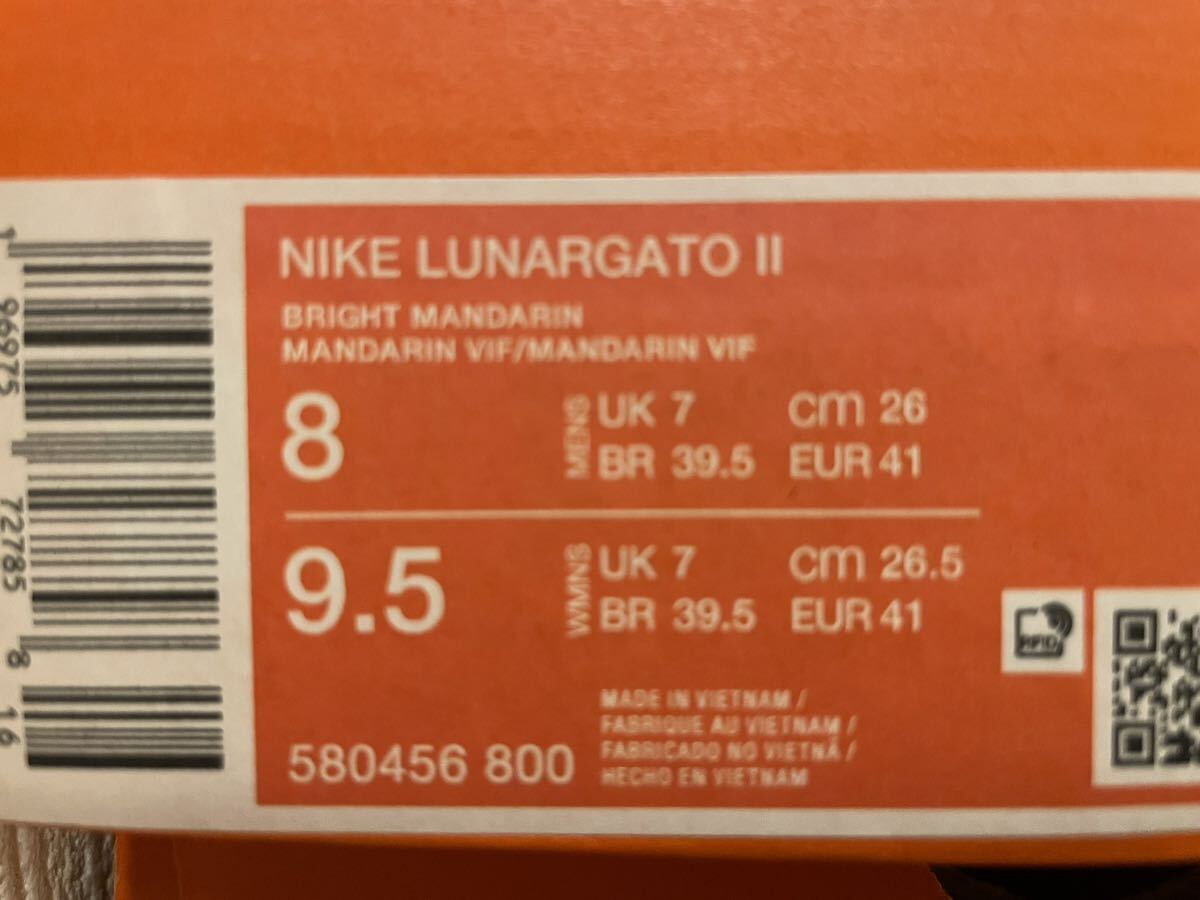 NIKE LUNARGATO II
BRIGHT MANDARIN
MANDARIN VIF/MANDARIN VIF
8 MENS UK 7 cm 26
BR 39.5 EUR 41
9.5 WMNS UK 7 cm 26.5
BR 39.5 EUR 41
RFID
580456 800
MADE IN VIETNAM /
FABRIQUE AU VIETNAM /
FABRICADO NO VIETNÃ /
HECHO EN VIETNAM
1 96975 72785 8 16